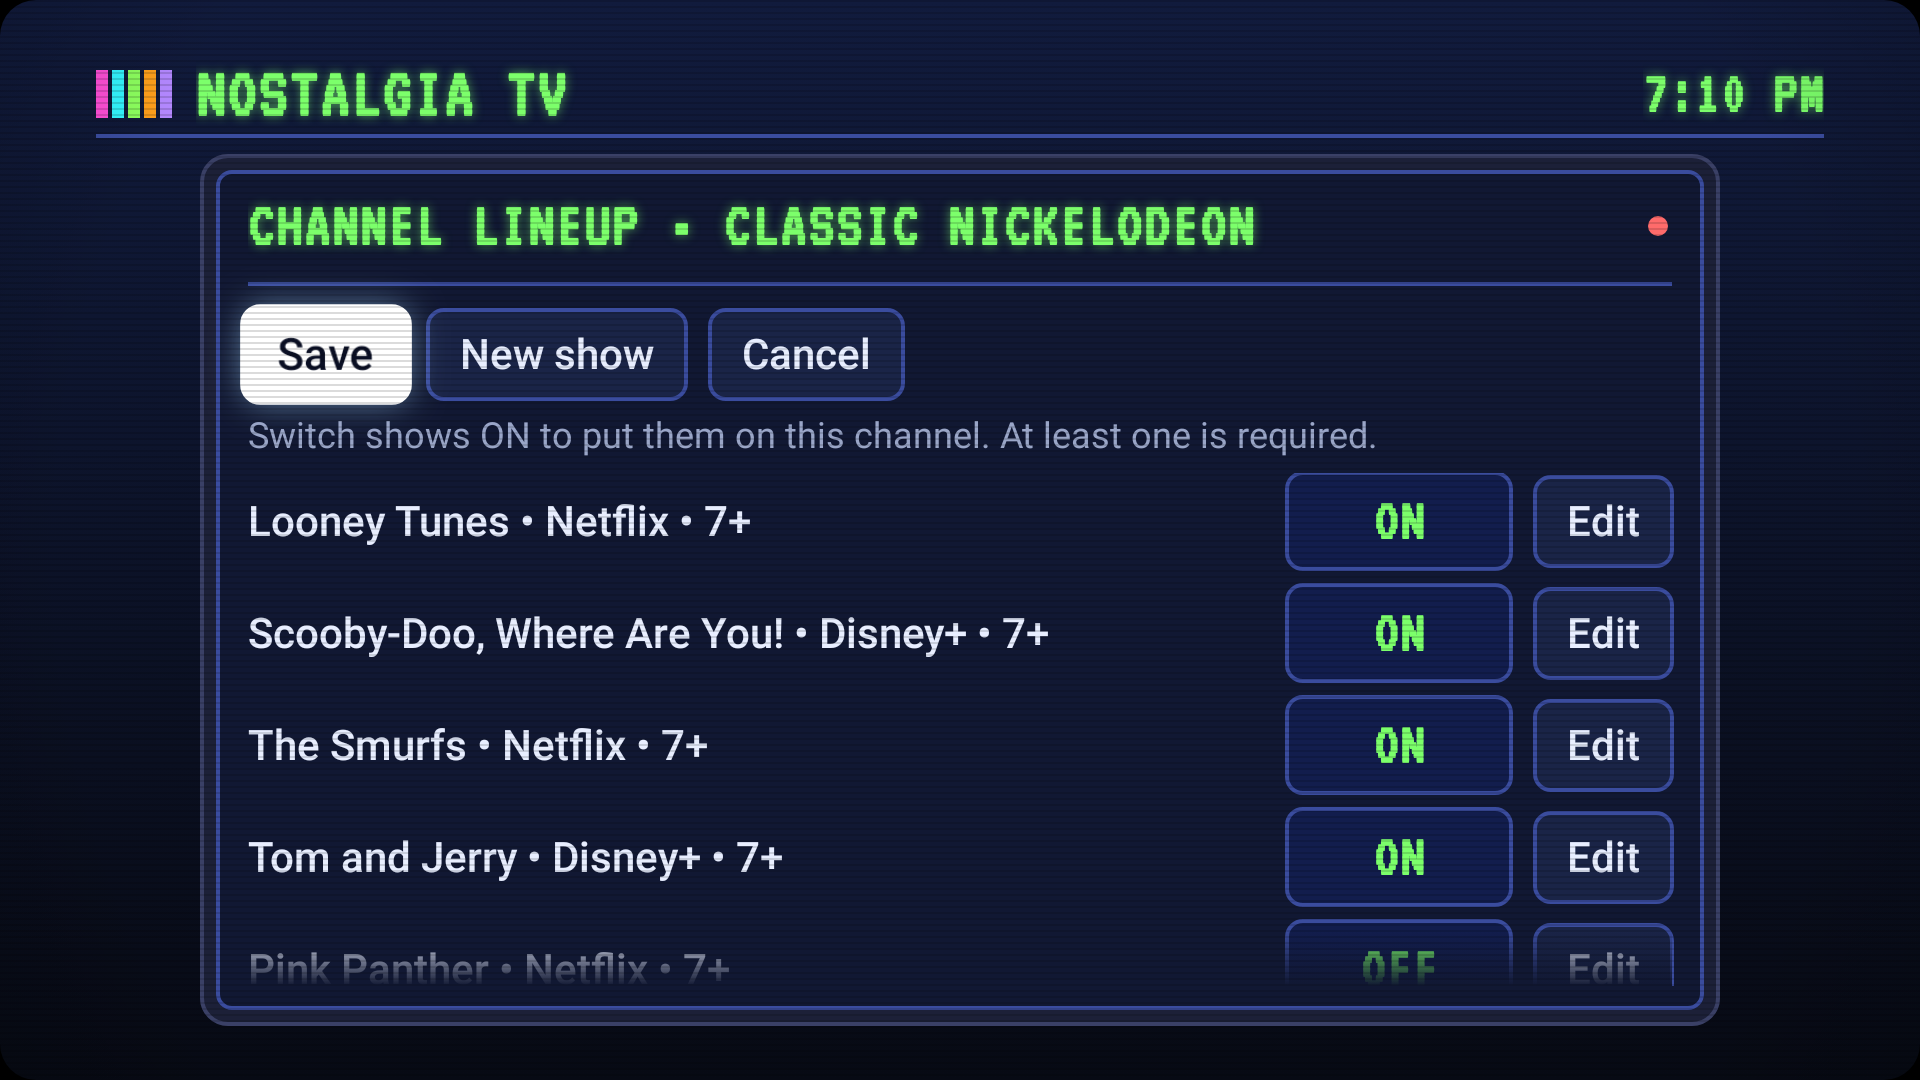 NOSTALGIA TV
7:10 PM
CHANNEL LINEUP - CLASSIC NICKELODEON
Save New show Cancel
Switch shows ON to put them on this channel. At least one is required.
Looney Tunes • Netflix • 7+ ON Edit
Scooby-Doo, Where Are You! • Disney+ • 7+ ON Edit
The Smurfs • Netflix • 7+ ON Edit
Tom and Jerry • Disney+ • 7+ ON Edit
Pink Panther • Netflix • 7+ OFF Edit